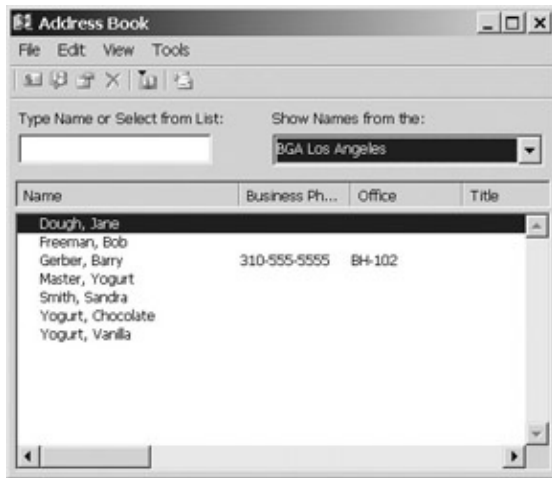 Address Book
File Edit View Tools
Type Name or Select from List: Show Names from the:
BGA Los Angeles
Name Business Ph... Office Title
Dough, Jane
Freeman, Bob
Gerber, Barry 310-555-5555 BH-102
Master, Yogurt
Smith, Sandra
Yogurt, Chocolate
Yogurt, Vanilla